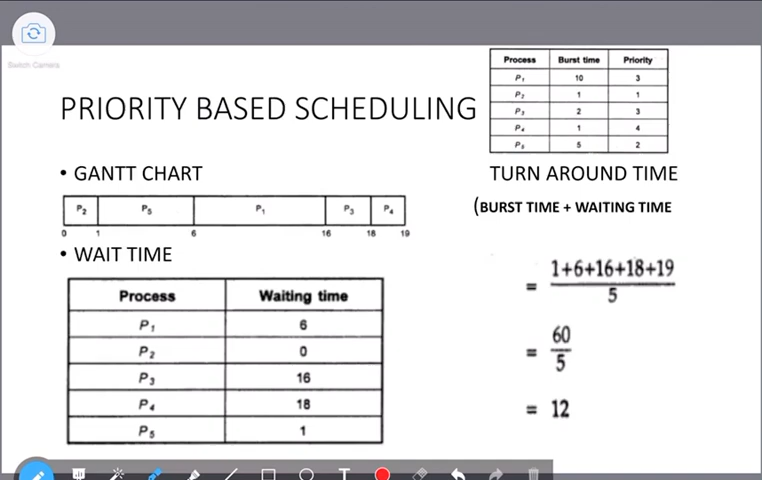 Switch Camera
Process Burst time Priority
P1 10 3
P2 1 1
P3 2 3
P4 1 4
P5 5 2
PRIORITY BASED SCHEDULING
• GANTT CHART
P2 P5 P1 P3 P4
0 1 6 16 18 19
• WAIT TIME
Process Waiting time
P1 6
P2 0
P3 16
P4 18
P5 1
TURN AROUND TIME
(BURST TIME + WAITING TIME
= 1+6+16+18+19
5
= 60
5
= 12
T